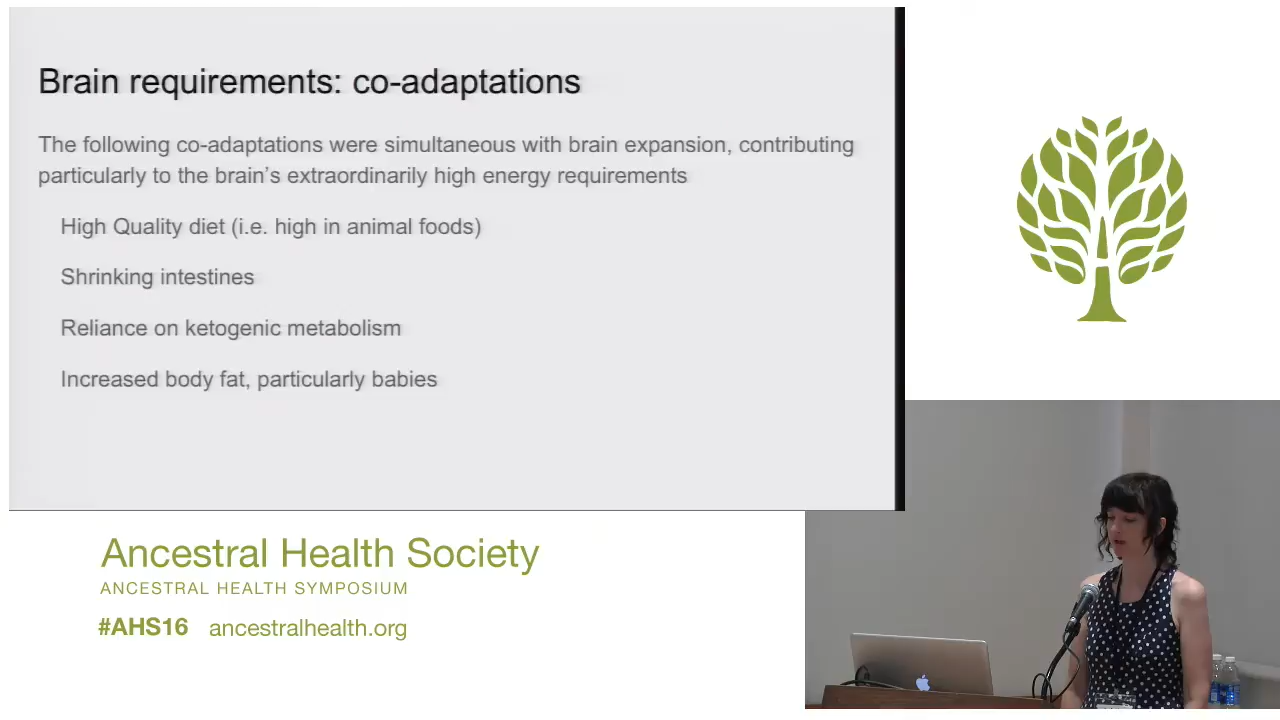 Brain requirements: co-adaptations
The following co-adaptations were simultaneous with brain expansion, contributing
particularly to the brain's extraordinarily high energy requirements
High Quality diet (i.e. high in animal foods)
Shrinking intestines
Reliance on ketogenic metabolism
Increased body fat, particularly babies
Ancestral Health Society
ANCESTRAL HEALTH SYMPOSIUM
#AHS16 ancestralhealth.org